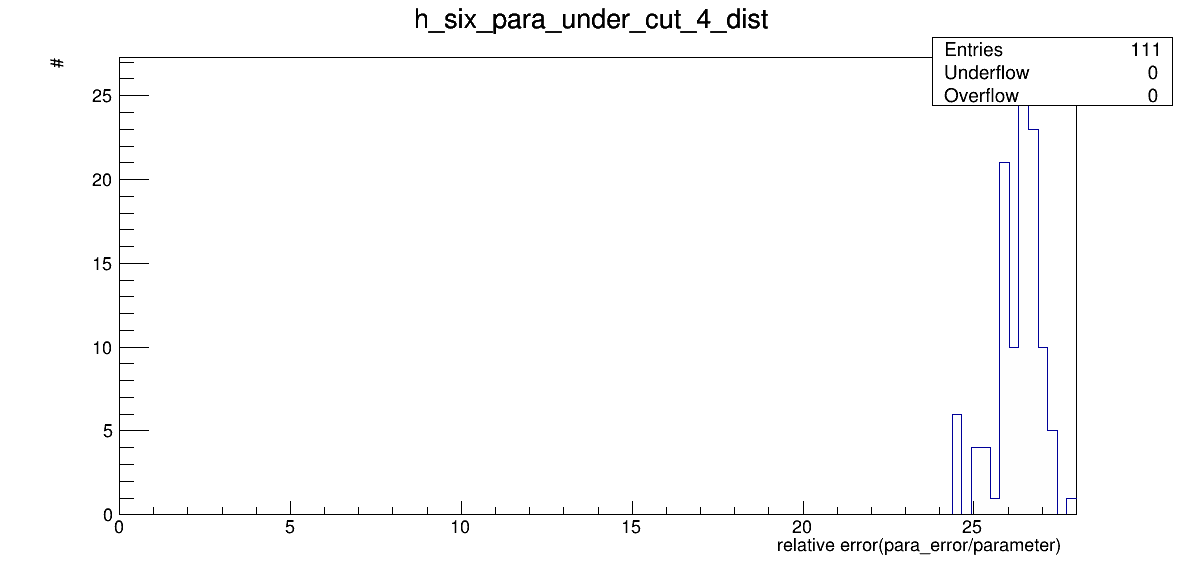 h_six_para_under_cut_4_dist
#
Entries 111
Underflow 0
Overflow 0
25
20
15
10
5
0
0 5 10 15 20 25
relative error(para_error/parameter)